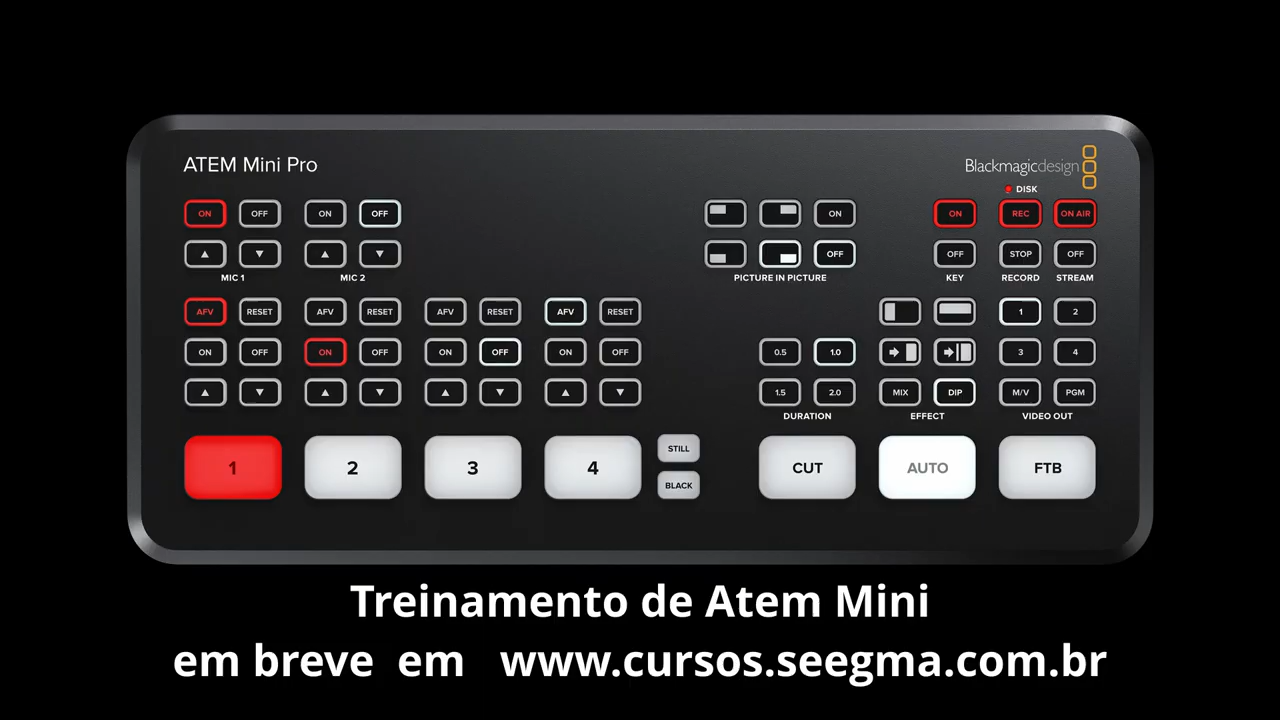 ATEM Mini Pro
Blackmagicdesign
DISK
ON OFF ON OFF ON ON REC ON AIR
OFF OFF STOP OFF
MIC 1 MIC 2 PICTURE IN PICTURE KEY RECORD STREAM
AFV RESET AFV RESET AFV RESET AFV RESET 1 2
ON OFF ON OFF ON OFF ON OFF 0.5 1.0 3 4
1.5 2.0 MIX DIP M/V PGM
DURATION EFFECT VIDEO OUT
1 2 3 4 STILL CUT AUTO FTB
BLACK
Treinamento de Atem Mini
em breve em www.cursos.seegma.com.br